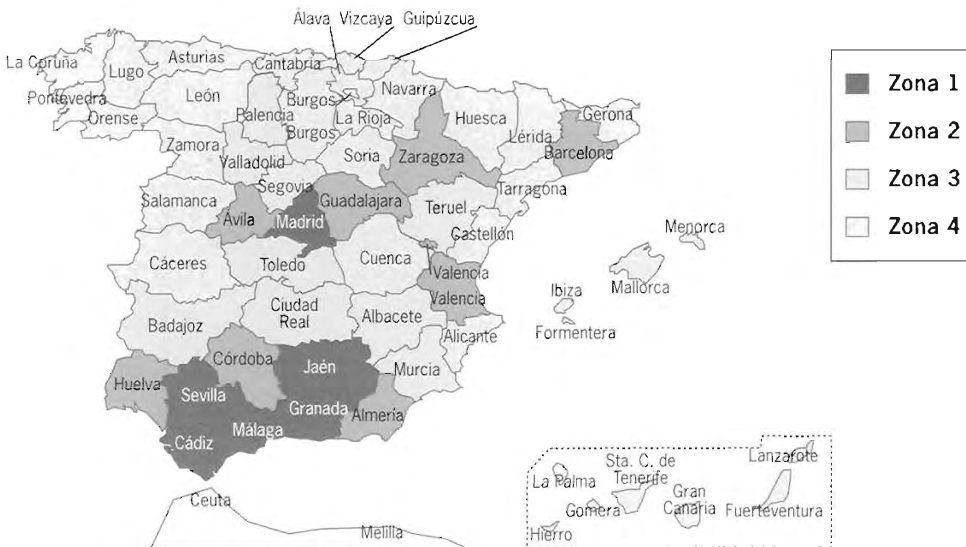 Álava Vizcaya Guipúzcua
La Coruña
Lugo
Asturias
Cantabria
Pontevedra
Orense
León
Palencia
Burgos
Burgos
La Rioja
Navarra
Huesca
Lérida
Gerona
Barcelona
Zamora
Valladolid
Soria
Zaragoza
Tarragona
Salamanca
Segovia
Ávila
Madrid
Guadalajara
Teruel
Castellón
Menorca
Mallorca
Ibiza
Formentera
Cáceres
Toledo
Cuenca
Valencia
Valencia
Badajoz
Ciudad
Real
Albacete
Alicante
Huelva
Córdoba
Jaén
Murcia
Sevilla
Granada
Almería
Málaga
Cádiz
Ceuta
Melilla
Zona 1
Zona 2
Zona 3
Zona 4
La Palma
Sta. C. de
Tenerife
Lanzarote
Gomera
Gran
Canaria
Fuerteventura
Hierro